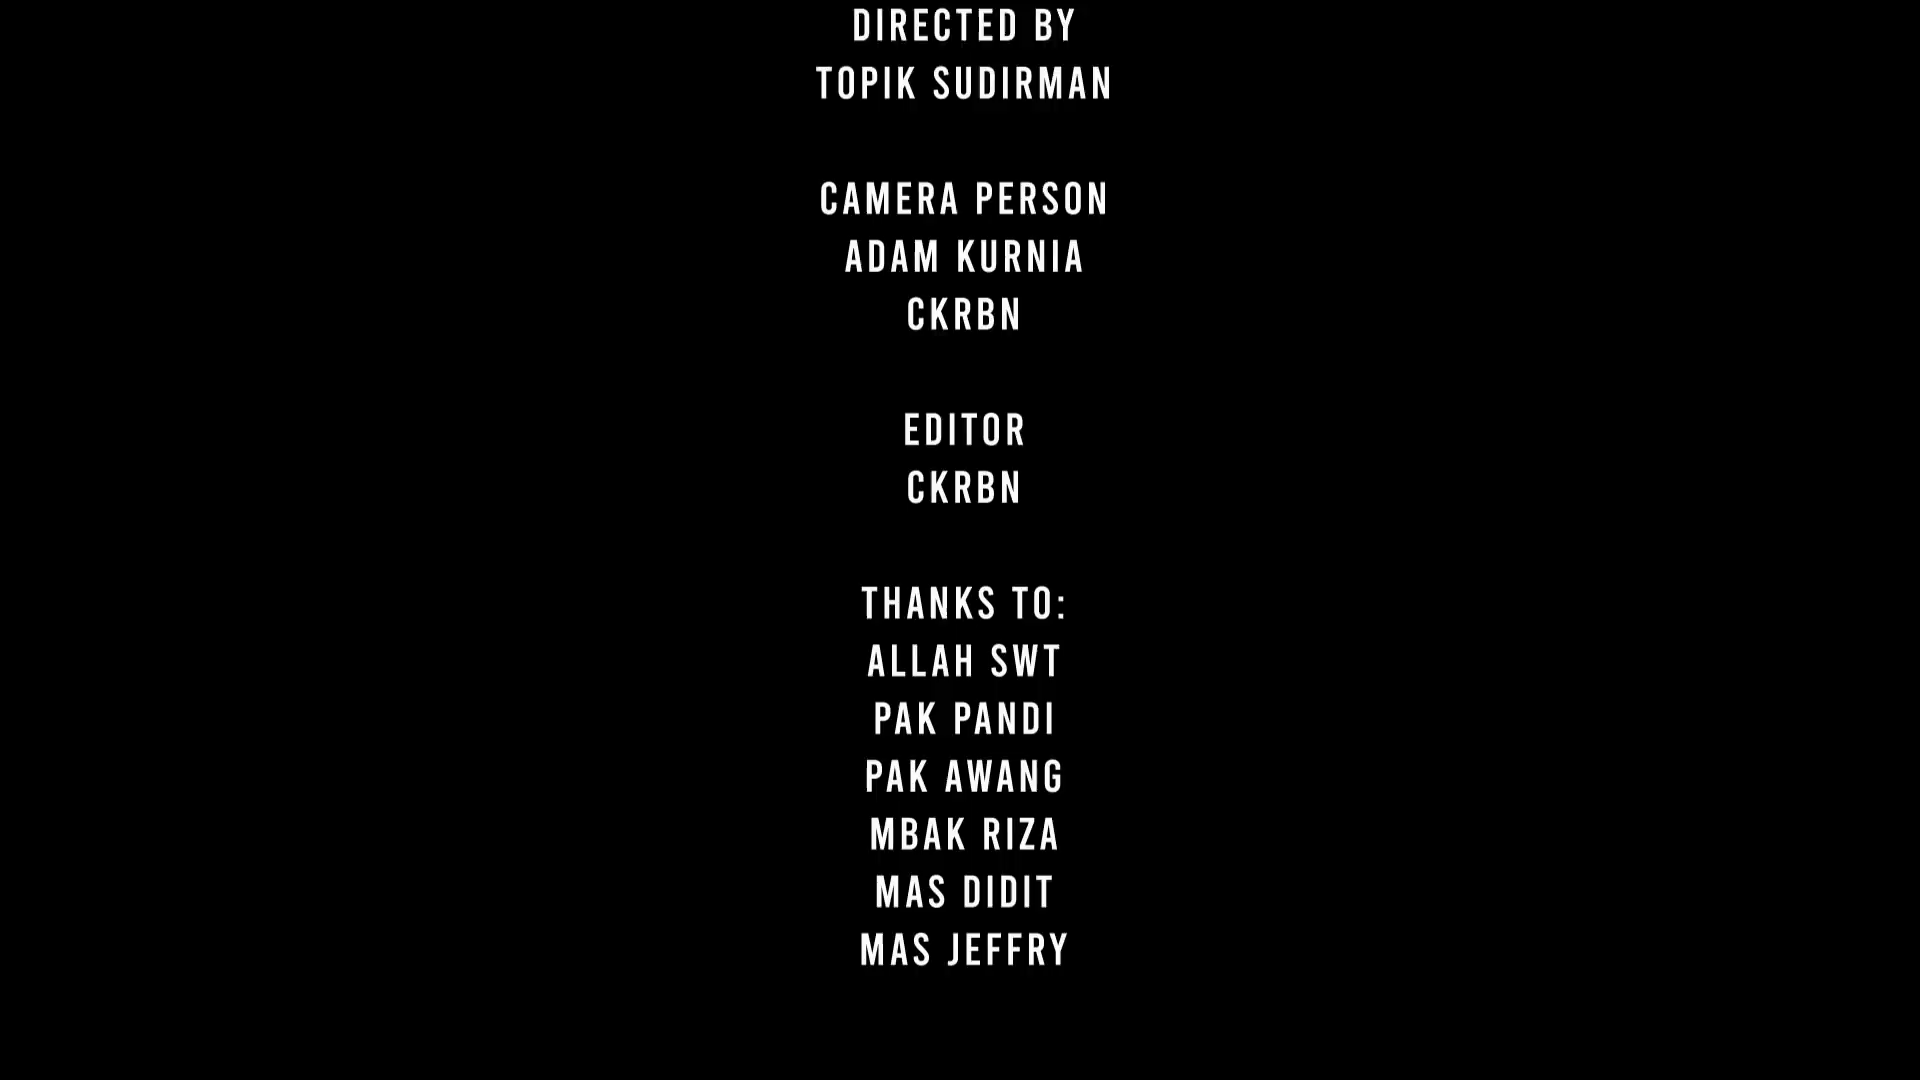 DIRECTED BY
TOPIK SUDIRMAN
CAMERA PERSON
ADAM KURNIA
CKRBN
EDITOR
CKRBN
THANKS TO:
ALLAH SWT
PAK PANDI
PAK AWANG
MBAK RIZA
MAS DIDIT
MAS JEFFRY